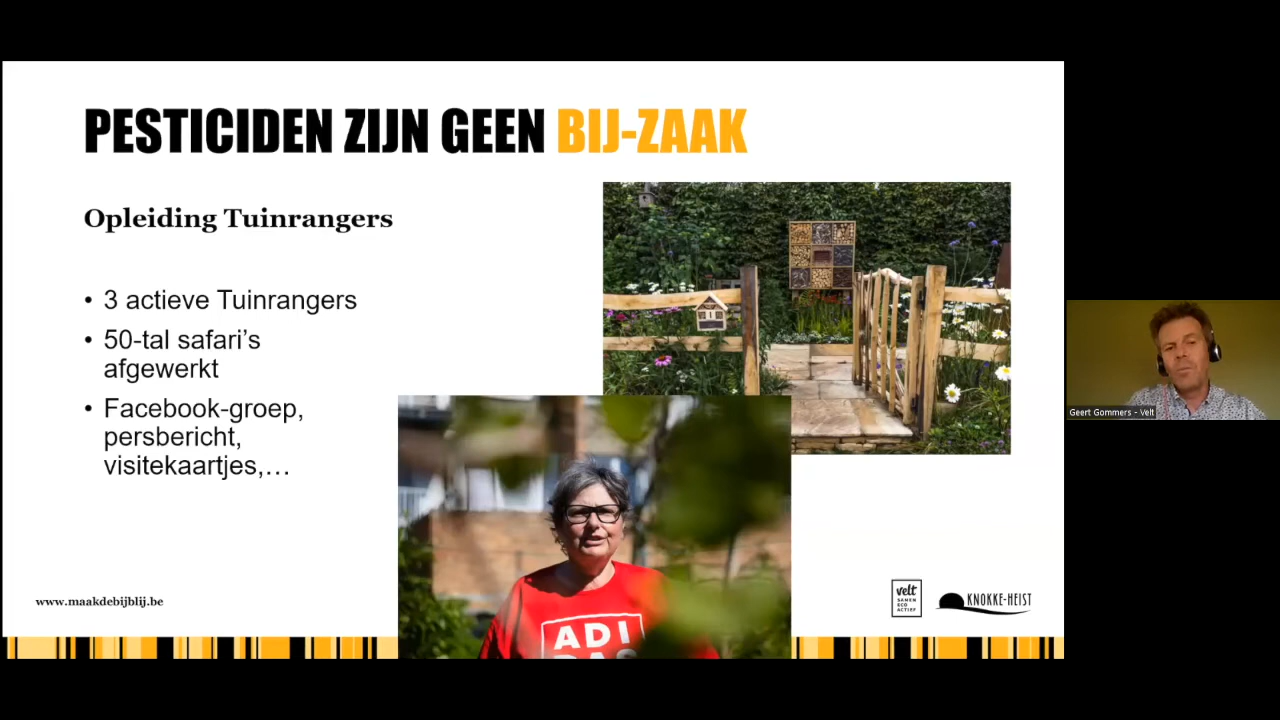 PESTICIDEN ZIJN GEEN BIJ-ZAAK
Opleiding Tuinrangers
• 3 actieve Tuinrangers
• 50-tal safari's
afgewerkt
• Facebook-groep,
persbericht,
visitekaartjes,…
ADI
DAS
www.maakdebijblij.be
velt
SAMEN
ECO
ACTIEF
KNOKKE-HEIST
Geert Gommers - Velt